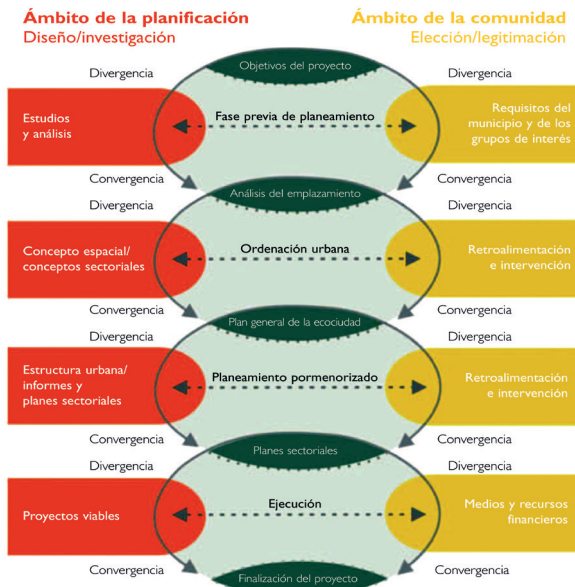 Ámbito de la planificación
Diseño/investigación
Ámbito de la comunidad
Elección/legitimación
Objetivos del proyecto
Divergencia
Divergencia
Estudios
y análisis
Fase previa de planeamiento
Requisitos del
municipio y de los
grupos de interés
Convergencia
Convergencia
Análisis del emplazamiento
Divergencia
Divergencia
Concepto espacial/
conceptos sectoriales
Ordenación urbana
Retroalimentación
e intervención
Convergencia
Convergencia
Plan general de la ecociudad
Divergencia
Divergencia
Estructura urbana/
informes y
planes sectoriales
Planeamiento pormenorizado
Retroalimentación
e intervención
Convergencia
Convergencia
Planes sectoriales
Divergencia
Divergencia
Proyectos viables
Ejecución
Medios y recursos
financieros
Convergencia
Convergencia
Finalización del proyecto